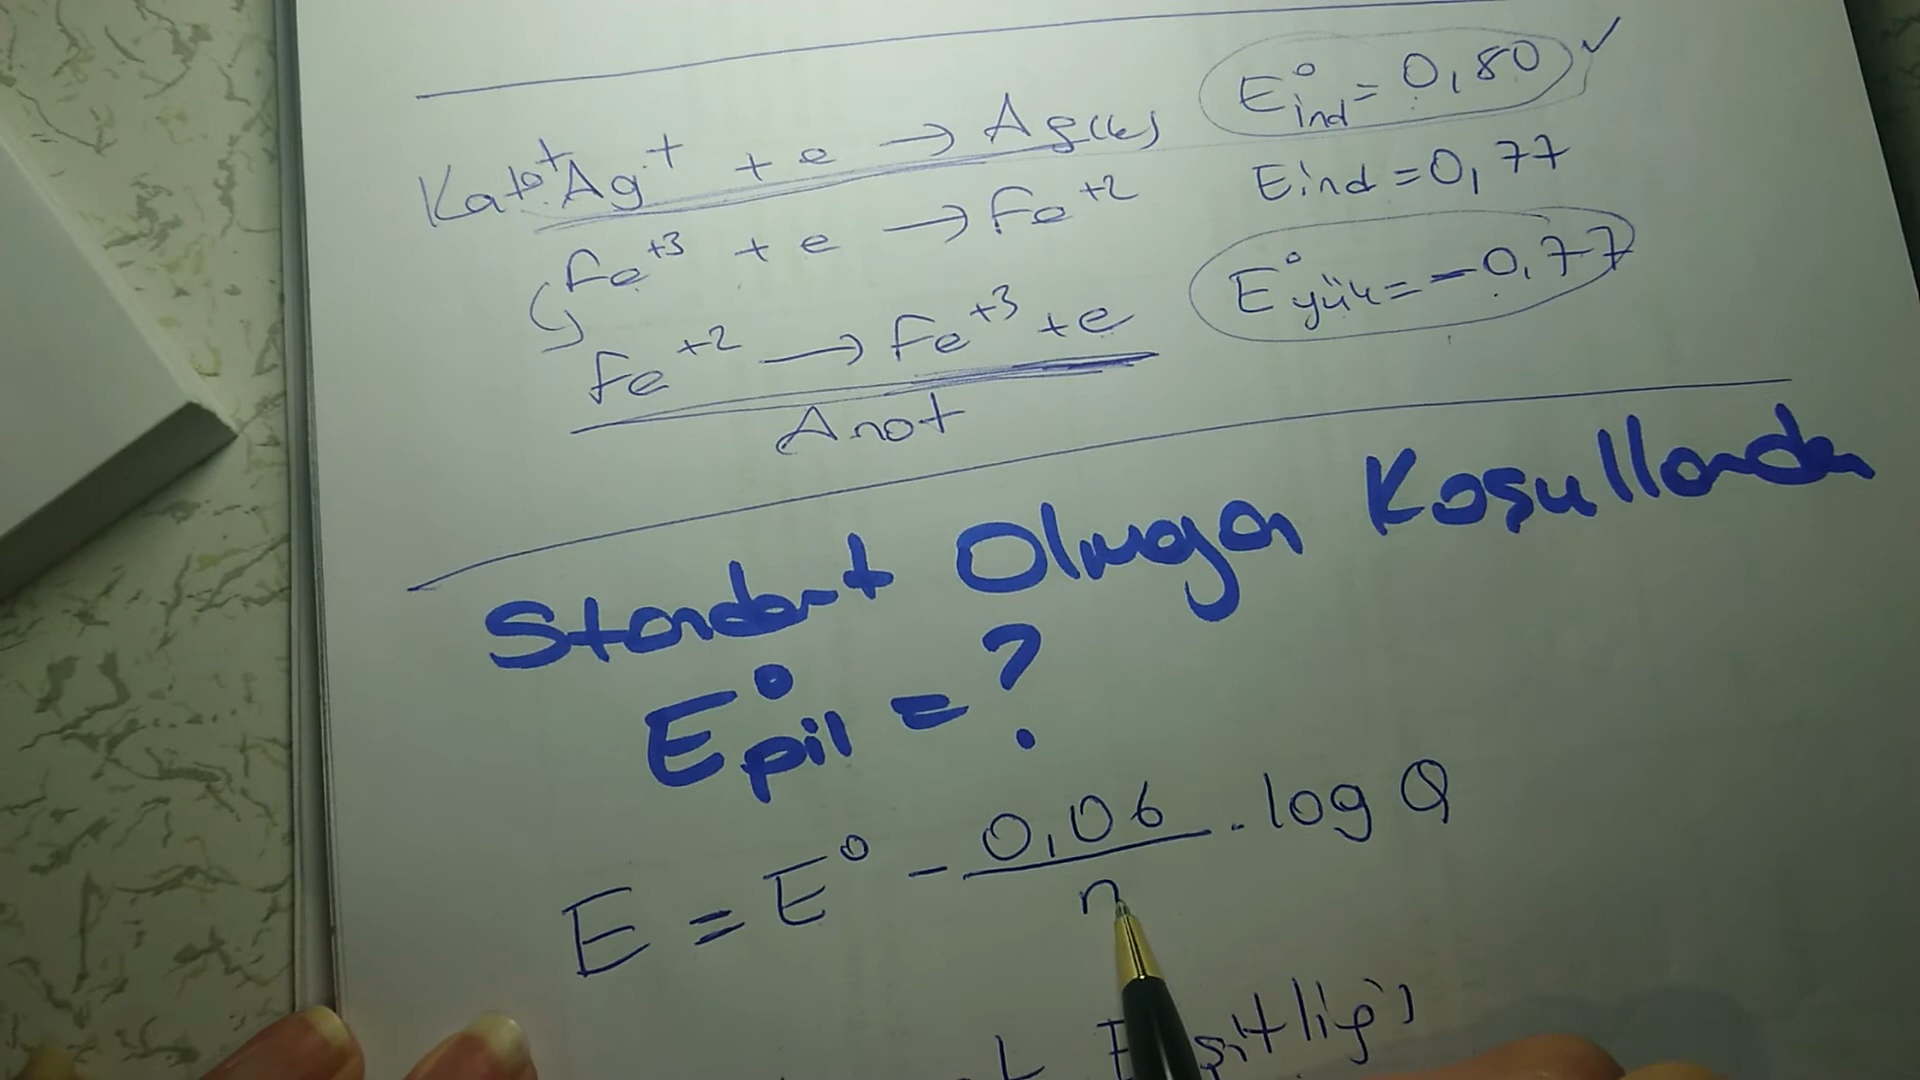 Katot Ag⁺ + e → Ag(k) E°ind = 0,80 ✓
Fe⁺³ + e → Fe⁺² Eind = 0,77
Fe⁺² → Fe⁺³ + e E°yük = -0,77
Anot
Standart Olmayan Koşullarda
E°pil = ?
E = E° - 0,06/n . log Q
Eşitliği